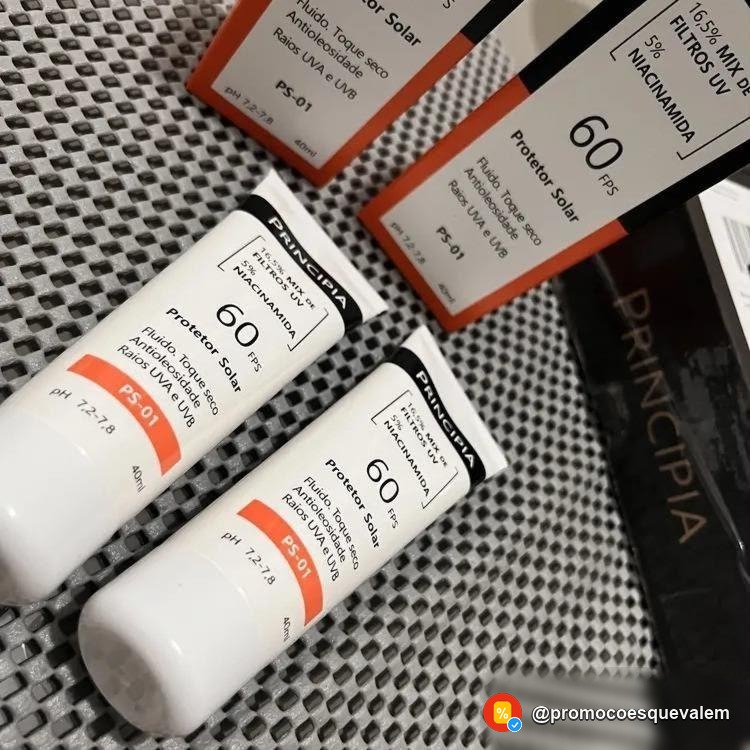 Fluido. Toque seco
Antioleosidade
Raios UVA e UVB
PS-01
pH 7,2-7,8
40ml
16,5% MIX DE
FILTROS UV
5%
NIACINAMIDA
60 FPS
Protetor Solar
Fluido. Toque seco
Antioleosidade
Raios UVA e UVB
PS-01
pH 7,2-7,8
40ml
PRINCIPIA
16,5% MIX DE
FILTROS UV
5%
NIACINAMIDA
60 FPS
Protetor Solar
Fluido. Toque seco
Antioleosidade
Raios UVA e UVB
PS-01
pH 7,2-7,8
40ml
PRINCIPIA
16,5% MIX DE
FILTROS UV
5%
NIACINAMIDA
60 FPS
Protetor Solar
Fluido. Toque seco
Antioleosidade
Raios UVA e UVB
PS-01
pH 7,2-7,8
40ml
PRINCIPIA
% @promocoesquevalem